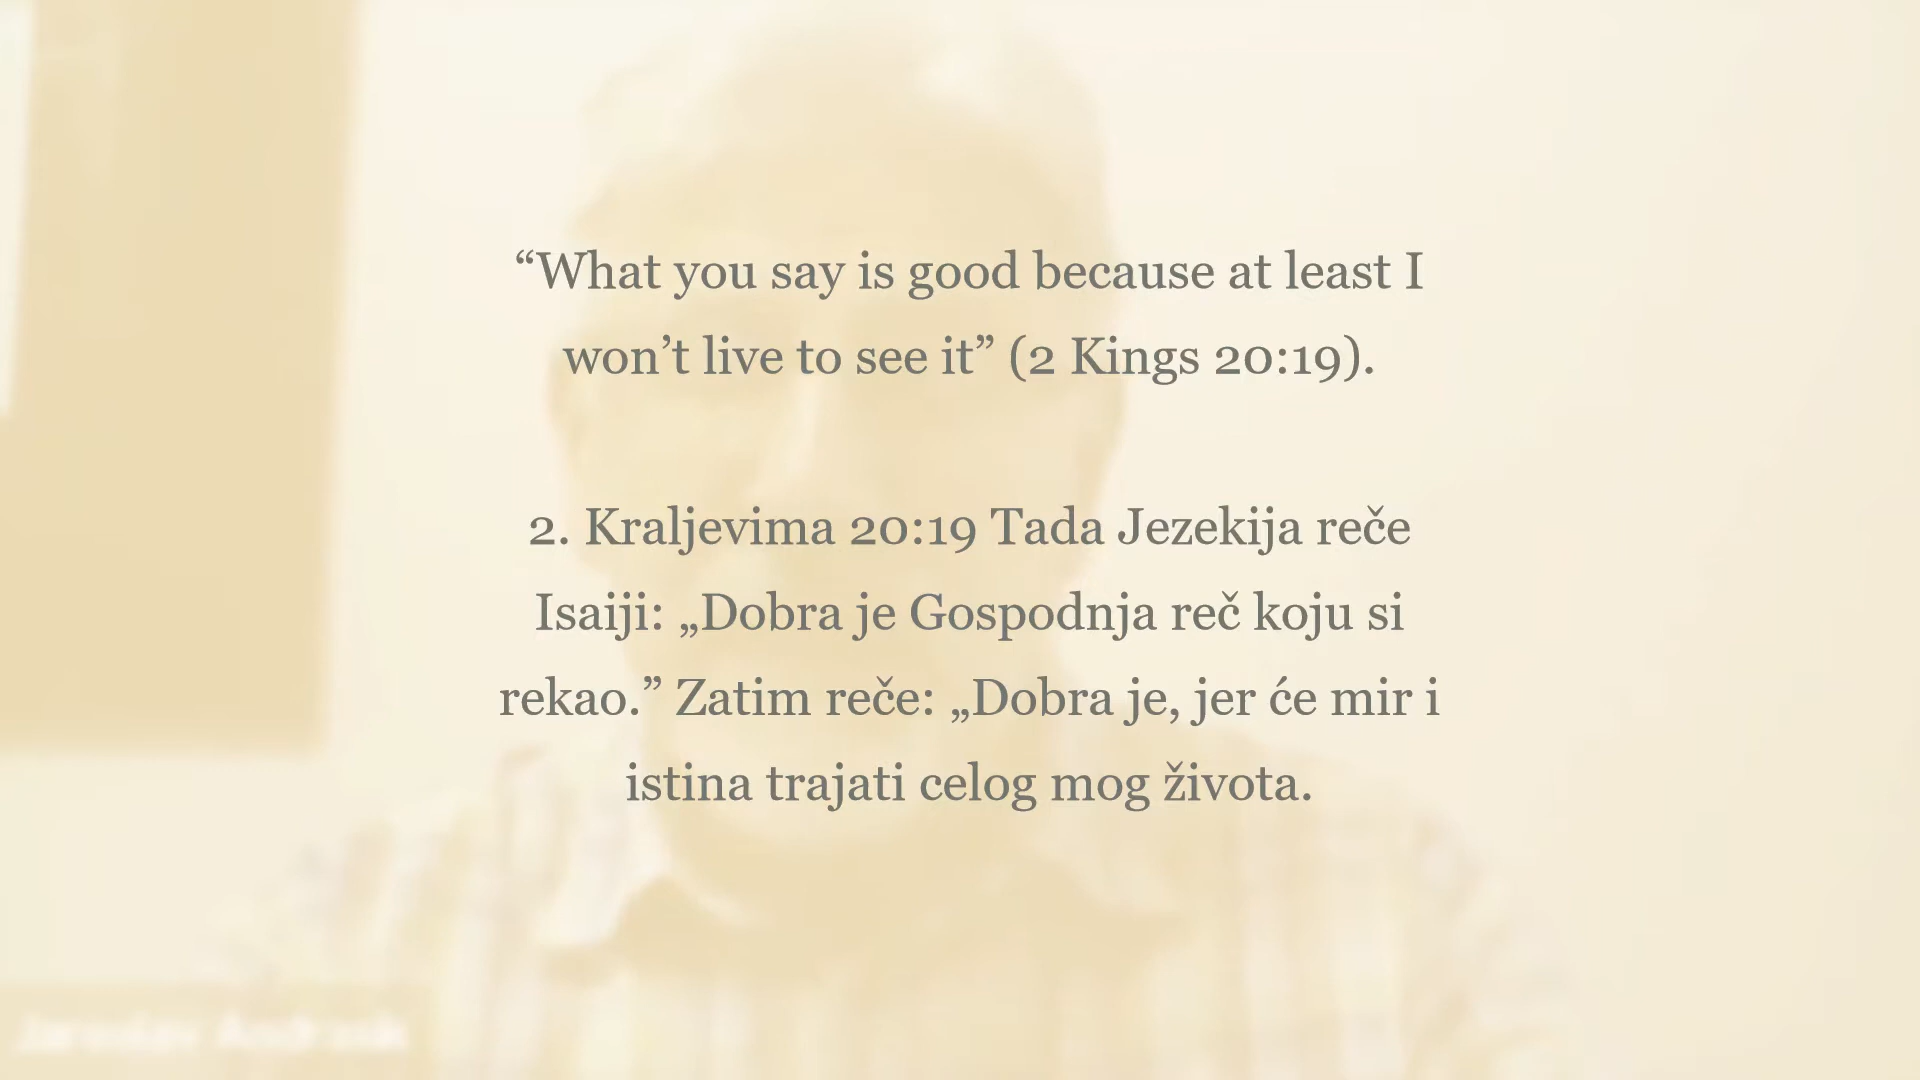 “What you say is good because at least I
won’t live to see it” (2 Kings 20:19).
2. Kraljevima 20:19 Tada Jezekija reče
Isaiji: „Dobra je Gospodnja reč koju si
rekao.” Zatim reče: „Dobra je, jer će mir i
istina trajati celog mog života.